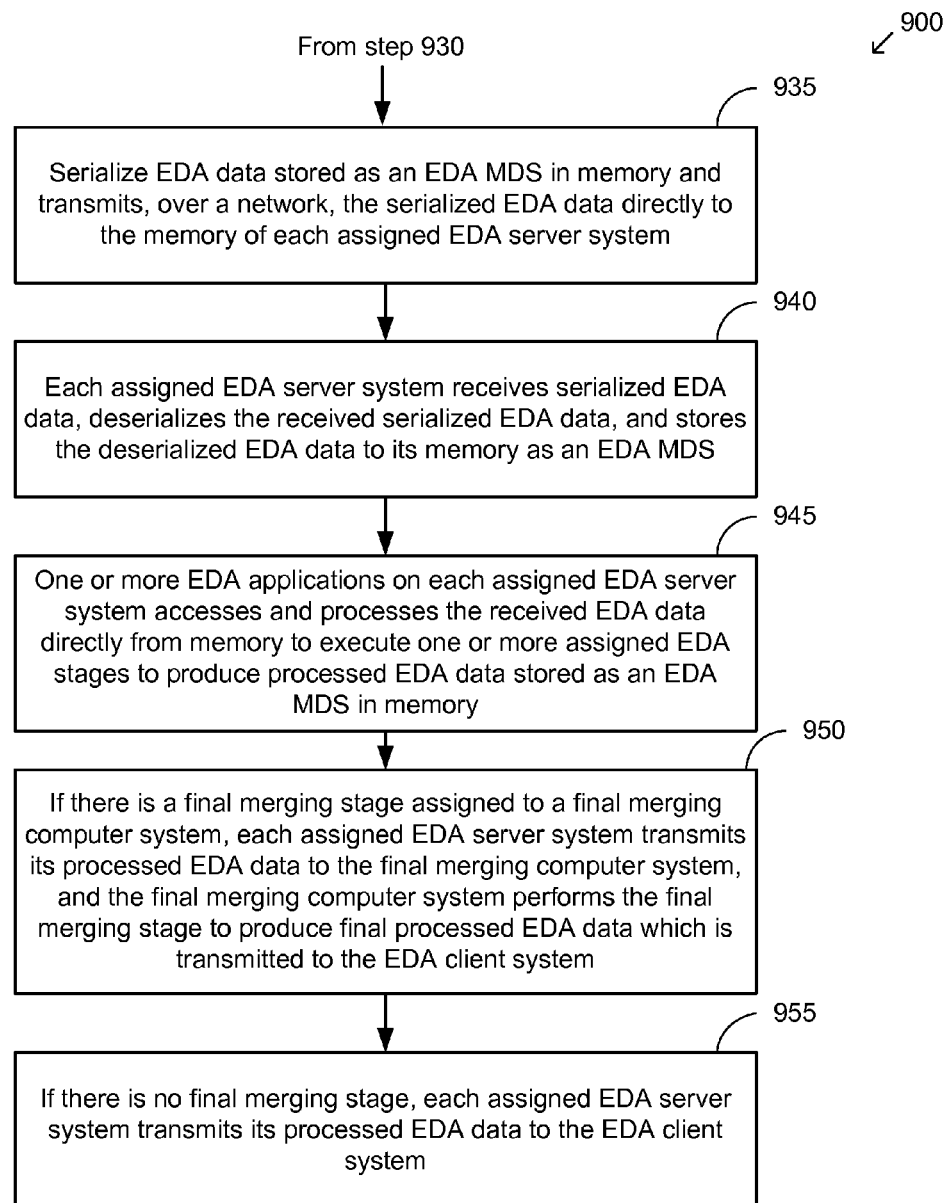 900
From step 930
935
Serialize EDA data stored as an EDA MDS in memory and
transmits, over a network, the serialized EDA data directly to
the memory of each assigned EDA server system
940
Each assigned EDA server system receives serialized EDA
data, deserializes the received serialized EDA data, and stores
the deserialized EDA data to its memory as an EDA MDS
945
One or more EDA applications on each assigned EDA server
system accesses and processes the received EDA data
directly from memory to execute one or more assigned EDA
stages to produce processed EDA data stored as an EDA
MDS in memory
950
If there is a final merging stage assigned to a final merging
computer system, each assigned EDA server system transmits
its processed EDA data to the final merging computer system,
and the final merging computer system performs the final
merging stage to produce final processed EDA data which is
transmitted to the EDA client system
955
If there is no final merging stage, each assigned EDA server
system transmits its processed EDA data to the EDA client
system